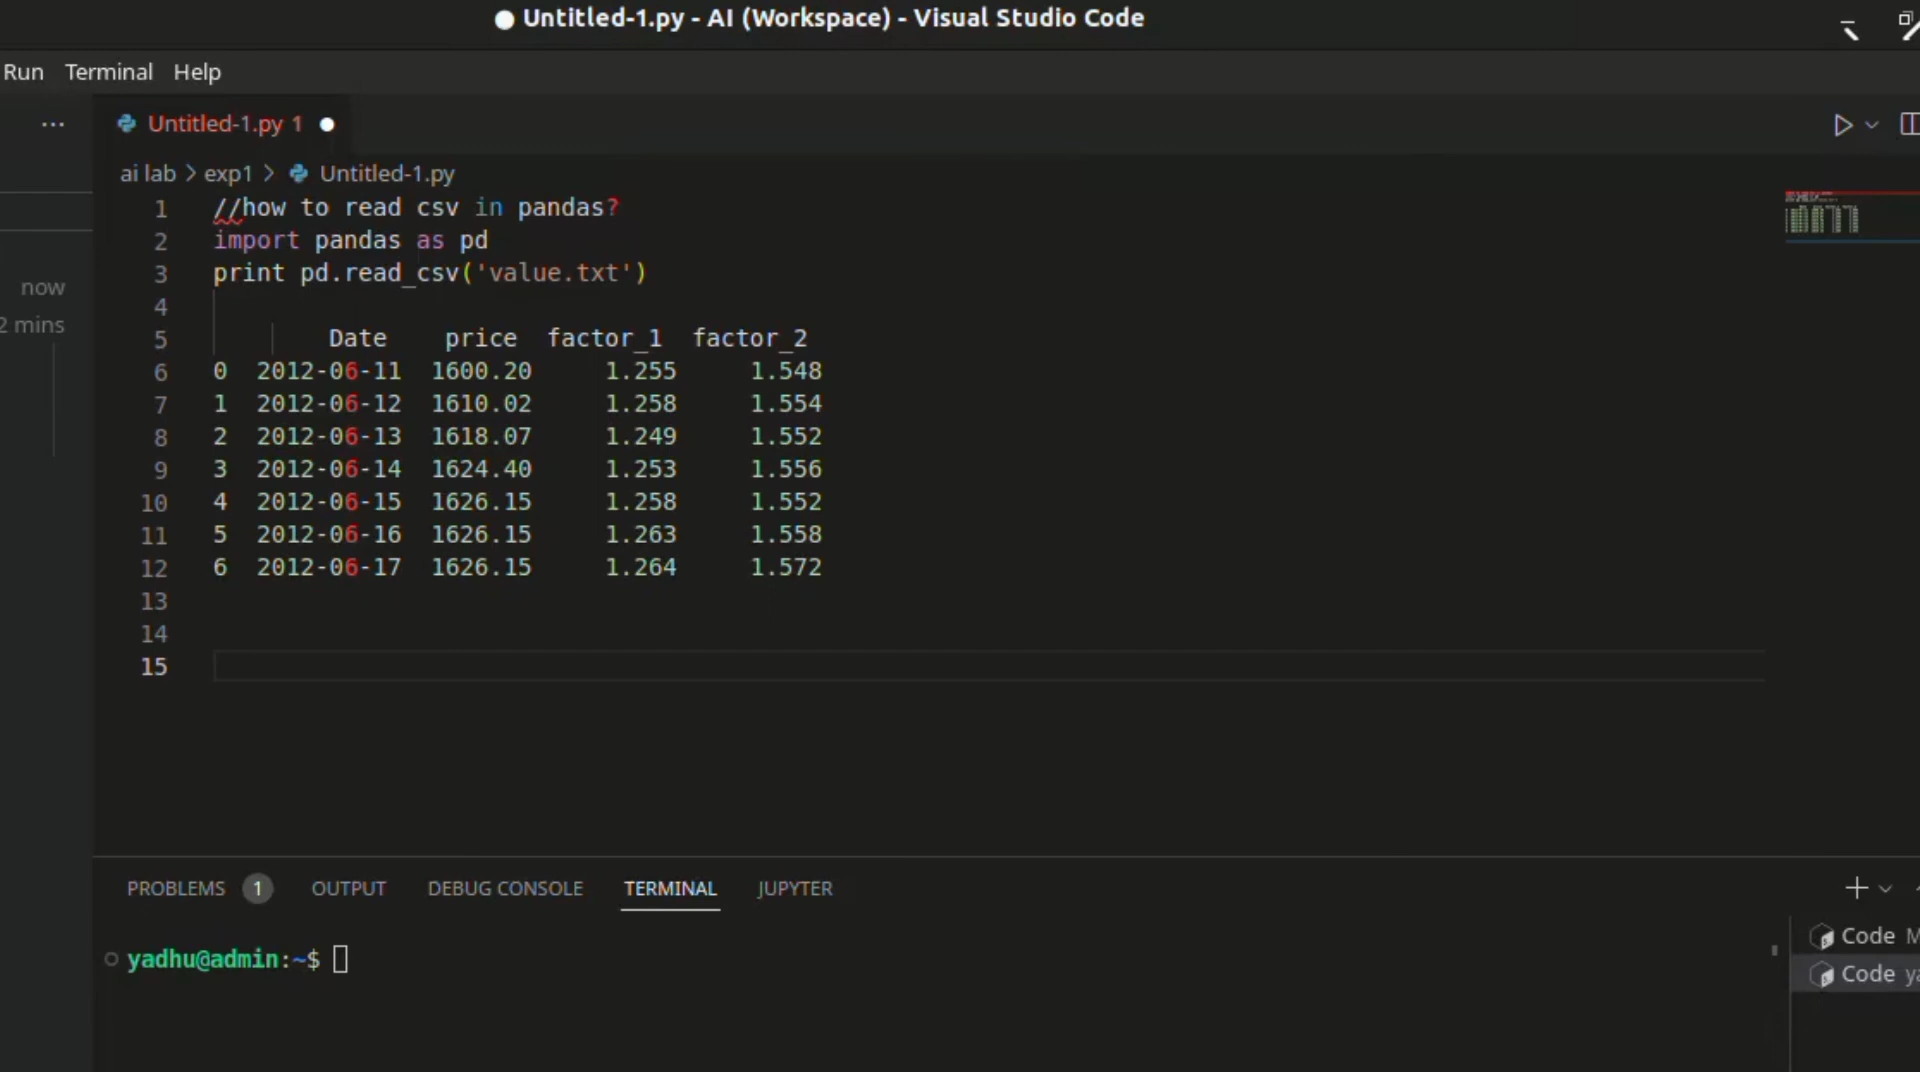 ● Untitled-1.py - AI (Workspace) - Visual Studio Code
Run Terminal Help
... Untitled-1.py 1 ●
ai lab > exp1 > Untitled-1.py
1 //how to read csv in pandas?
2 import pandas as pd
3 print pd.read_csv('value.txt')
4
5 Date price factor_1 factor_2
6 0 2012-06-11 1600.20 1.255 1.548
7 1 2012-06-12 1610.02 1.258 1.554
8 2 2012-06-13 1618.07 1.249 1.552
9 3 2012-06-14 1624.40 1.253 1.556
10 4 2012-06-15 1626.15 1.258 1.552
11 5 2012-06-16 1626.15 1.263 1.558
12 6 2012-06-17 1626.15 1.264 1.572
13
14
15
now
2 mins
PROBLEMS 1 OUTPUT DEBUG CONSOLE TERMINAL JUPYTER
yadhu@admin:~$
Code
Code